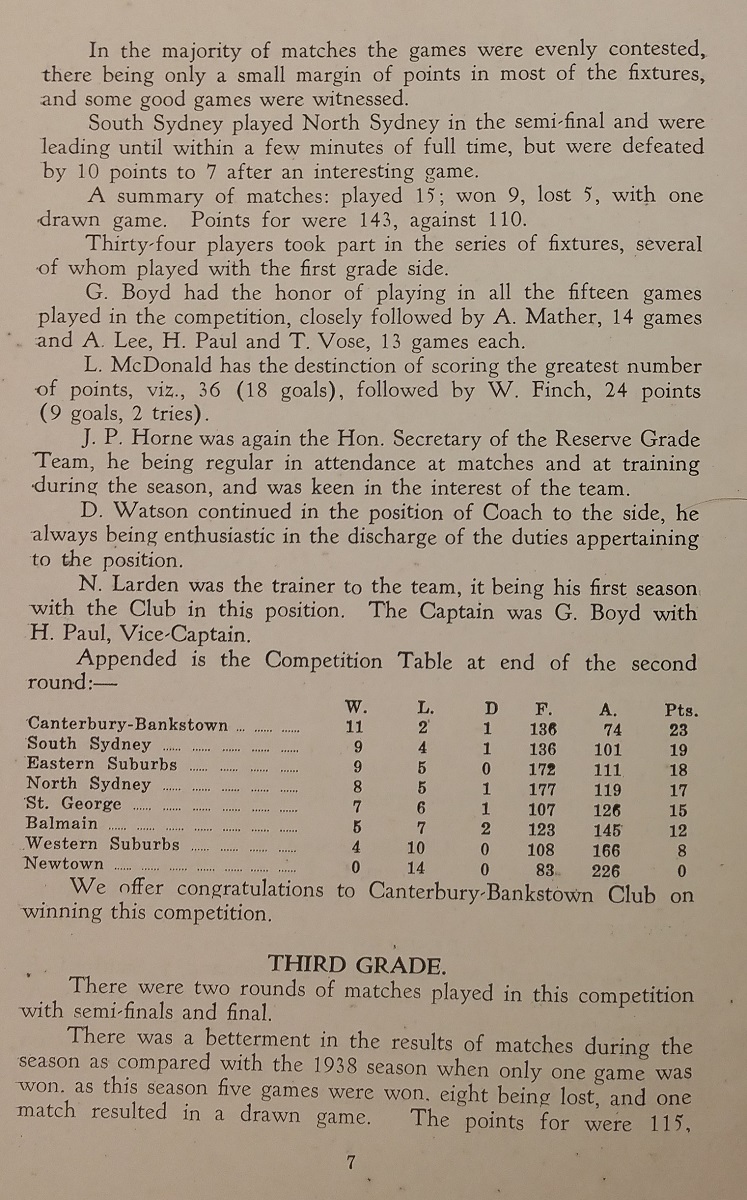 In the majority of matches the games were evenly contested,
there being only a small margin of points in most of the fixtures,
and some good games were witnessed.
South Sydney played North Sydney in the semi-final and were
leading until within a few minutes of full time, but were defeated
by 10 points to 7 after an interesting game.
A summary of matches: played 15; won 9, lost 5, with one
drawn game. Points for were 143, against 110.
Thirty-four players took part in the series of fixtures, several
of whom played with the first grade side.
G. Boyd had the honor of playing in all the fifteen games
played in the competition, closely followed by A. Mather, 14 games
and A. Lee, H. Paul and T. Vose, 13 games each.
L. McDonald has the destinction of scoring the greatest number
of points, viz., 36 (18 goals), followed by W. Finch, 24 points
(9 goals, 2 tries).
J. P. Horne was again the Hon. Secretary of the Reserve Grade
Team, he being regular in attendance at matches and at training
during the season, and was keen in the interest of the team.
D. Watson continued in the position of Coach to the side, he
always being enthusiastic in the discharge of the duties appertaining
to the position.
N. Larden was the trainer to the team, it being his first season
with the Club in this position. The Captain was G. Boyd with
H. Paul, Vice-Captain.
Appended is the Competition Table at end of the second
round:—
W. L. D F. A. Pts.
Canterbury-Bankstown ... ...... ...... 11 2 1 136 74 23
South Sydney ...... ...... ...... ...... ...... 9 4 1 136 101 19
Eastern Suburbs ...... ...... ...... ...... 9 5 0 172 111 18
North Sydney ...... ...... ...... ...... ...... 8 5 1 177 119 17
St. George ...... ...... ...... ...... ...... ...... 7 6 1 107 126 15
Balmain ...... ...... ...... ...... ...... ...... ...... 5 7 2 123 145 12
Western Suburbs ...... ...... ...... ...... 4 10 0 108 166 8
Newtown ...... ...... ...... ...... ...... ...... 0 14 0 83 226 0
We offer congratulations to Canterbury-Bankstown Club on
winning this competition.
THIRD GRADE.
There were two rounds of matches played in this competition
with semi-finals and final.
There was a betterment in the results of matches during the
season as compared with the 1938 season when only one game was
won, as this season five games were won, eight being lost, and one
match resulted in a drawn game. The points for were 115,
7